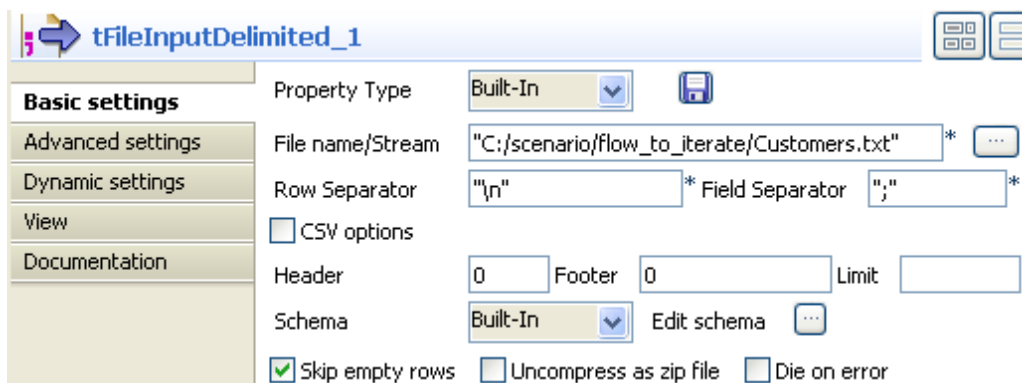 tFileInputDelimited_1
Basic settings
Advanced settings
Dynamic settings
View
Documentation
Property Type Built-In
File name/Stream "C:/scenario/flow_to_iterate/Customers.txt" * ...
Row Separator "\n" * Field Separator ";" *
CSV options
Header 0 Footer 0 Limit
Schema Built-In Edit schema ...
Skip empty rows Uncompress as zip file Die on error